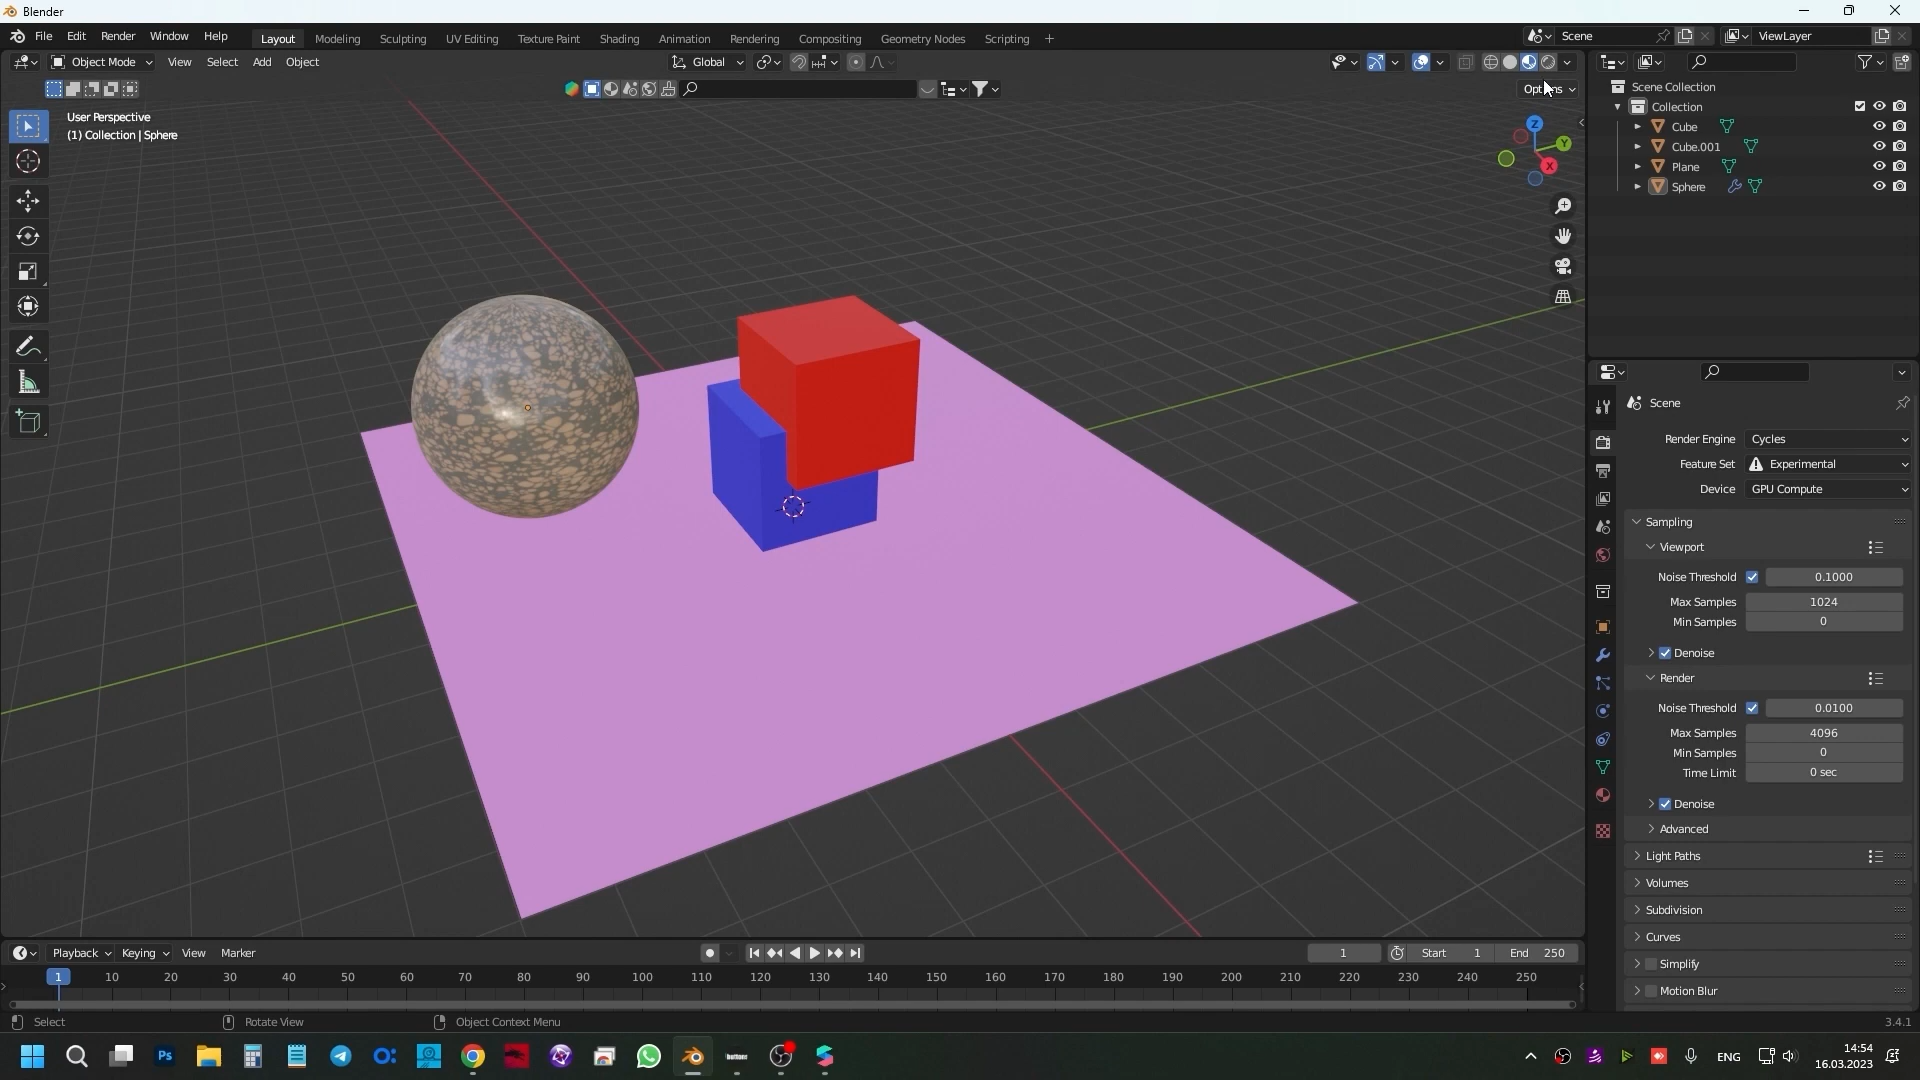 Blender
File Edit Render Window Help Layout Modeling Sculpting UV Editing Texture Paint Shading Animation Rendering Compositing Geometry Nodes Scripting + Scene ViewLayer
Object Mode View Select Add Object Global
Options
User Perspective
(1) Collection | Sphere
Z
Y
X
Scene Collection
Collection
Cube
Cube.001
Plane
Sphere
Scene
Render Engine Cycles
Feature Set Experimental
Device GPU Compute
Sampling
Viewport
Noise Threshold 0.1000
Max Samples 1024
Min Samples 0
Denoise
Render
Noise Threshold 0.0100
Max Samples 4096
Min Samples 0
Time Limit 0 sec
Denoise
Advanced
Light Paths
Volumes
Subdivision
Curves
Simplify
Motion Blur
Playback Keying View Marker 1 Start 1 End 250
1 10 20 30 40 50 60 70 80 90 100 110 120 130 140 150 160 170 180 190 200 210 220 230 240 250
Select Rotate View Object Context Menu 3.4.1
Ps buttons ENG 14:54
16.03.2023